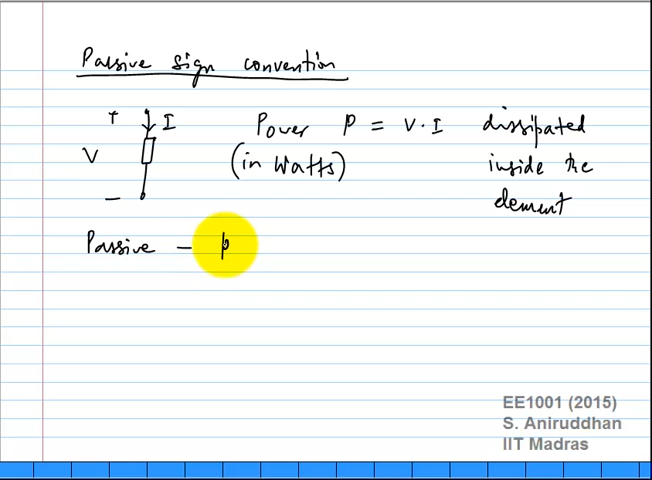 Passive sign convention
+ I Power P = V · I dissipated
V (in Watts) inside the
− element
Passive – p
EE1001 (2015)
S. Aniruddhan
IIT Madras